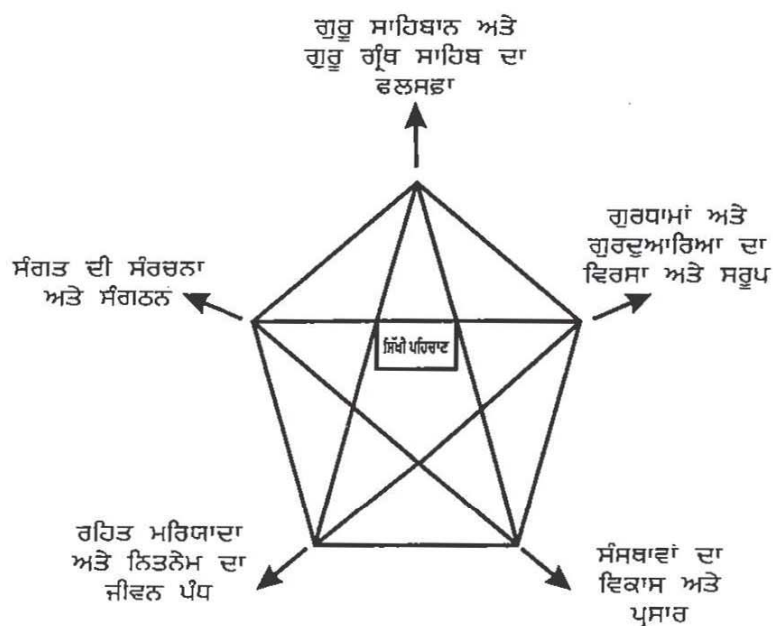 ਗੁਰੂ ਸਾਹਿਬਾਨ ਅਤੇ
ਗੁਰੂ ਗ੍ਰੰਥ ਸਾਹਿਬ ਦਾ
ਫਲਸਫ਼ਾ
ਗੁਰਧਾਮਾਂ ਅਤੇ
ਗੁਰਦੁਆਰਿਆ ਦਾ
ਵਿਰਸਾ ਅਤੇ ਸਰੂਪ
ਸੰਗਤ ਦੀ ਸੰਰਚਨਾ
ਅਤੇ ਸੰਗਠਨ
ਸਿੱਖੀ ਪਹਿਚਾਣ
ਰਹਿਤ ਮਰਿਯਾਦਾ
ਅਤੇ ਨਿਤਨੇਮ ਦਾ
ਜੀਵਨ ਪੰਧ
ਸੰਸਥਾਵਾਂ ਦਾ
ਵਿਕਾਸ ਅਤੇ
ਪ੍ਰਸਾਰ